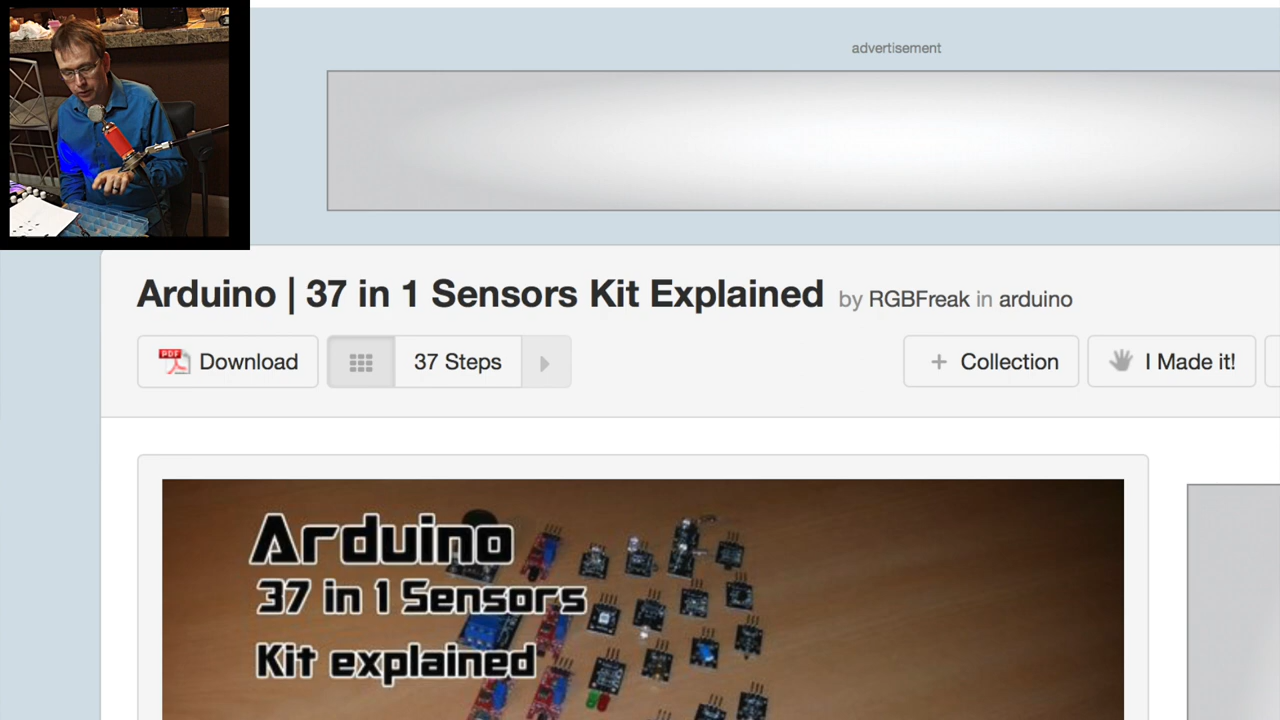 advertisement
Arduino | 37 in 1 Sensors Kit Explained by RGBFreak in arduino
PDF Download
37 Steps
+ Collection
I Made it!
Arduino
37 in 1 Sensors
Kit explained